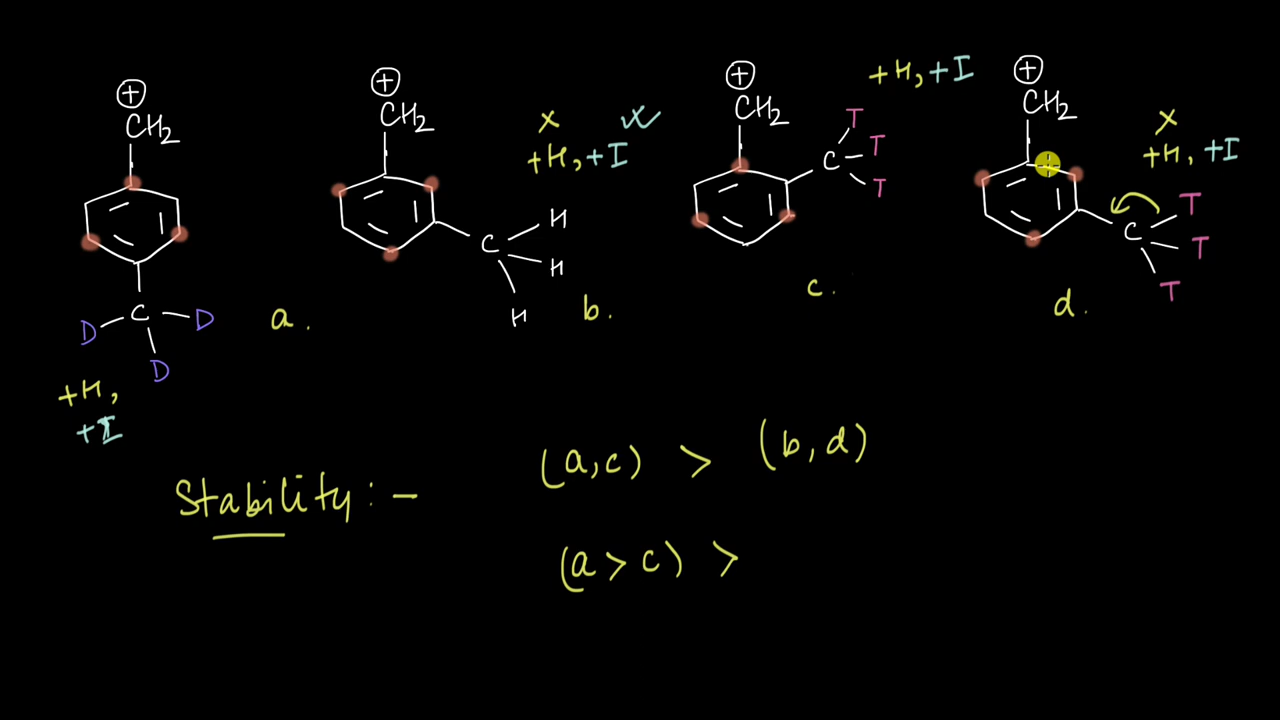 ⊕
CH₂
C
D
D
D
+H,
+I
a.
⊕
CH₂
X
+H, +I
C
H
H
H
b.
⊕
CH₂
+H, +I
C
T
T
T
c.
⊕
CH₂
X
+H, +I
C
T
T
T
d.
Stability:-
(a,c) > (b,d)
(a > c) >